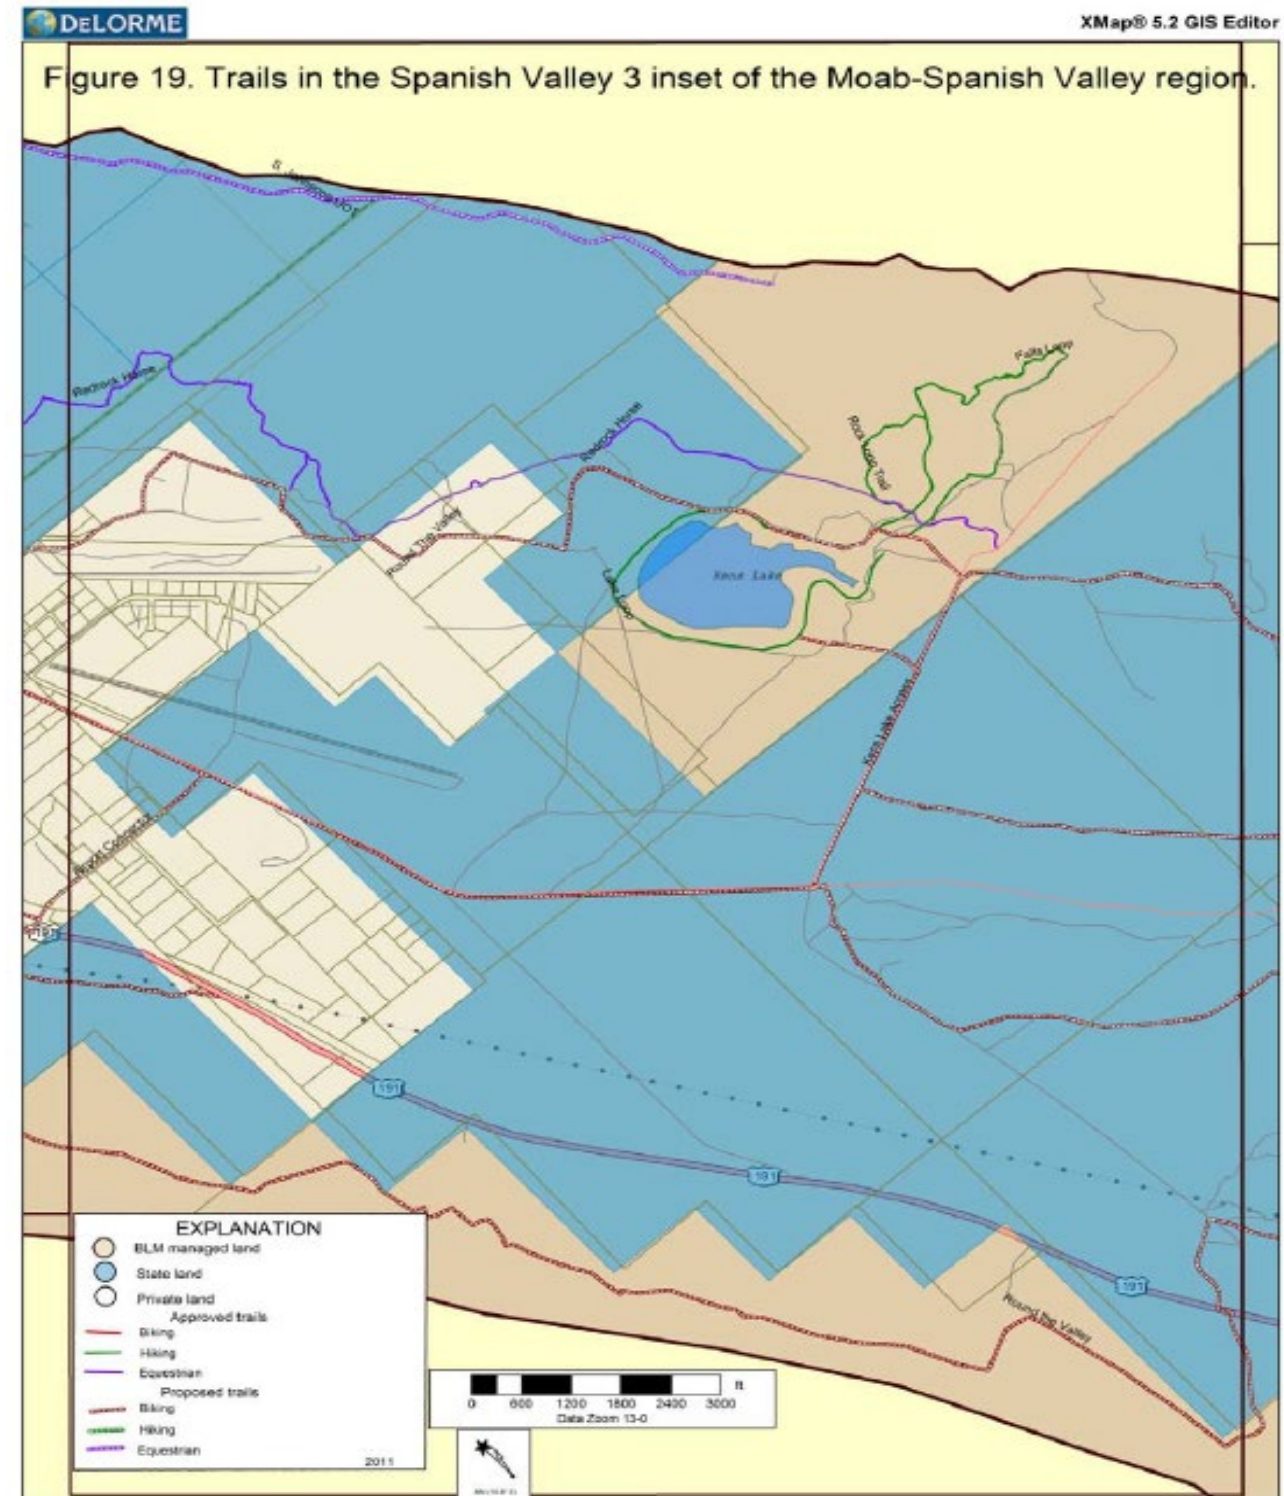 DELORME
XMap® 5.2 GIS Editor
Figure 19. Trails in the Spanish Valley 3 inset of the Moab-Spanish Valley region.
Falls Loop
Redrock Horse
Redrock Horse
Rock Loop Trail
Round The Valley
Kens Lake
Lake Loop
Kens Lake Access
191
191
191
191
Round the Valley
EXPLANATION
BLM managed land
State land
Private land
Approved trails
Biking
Hiking
Equestrian
Proposed trails
Biking
Hiking
Equestrian
2011
ft
0 600 1200 1800 2400 3000
Data Zoom 13-0